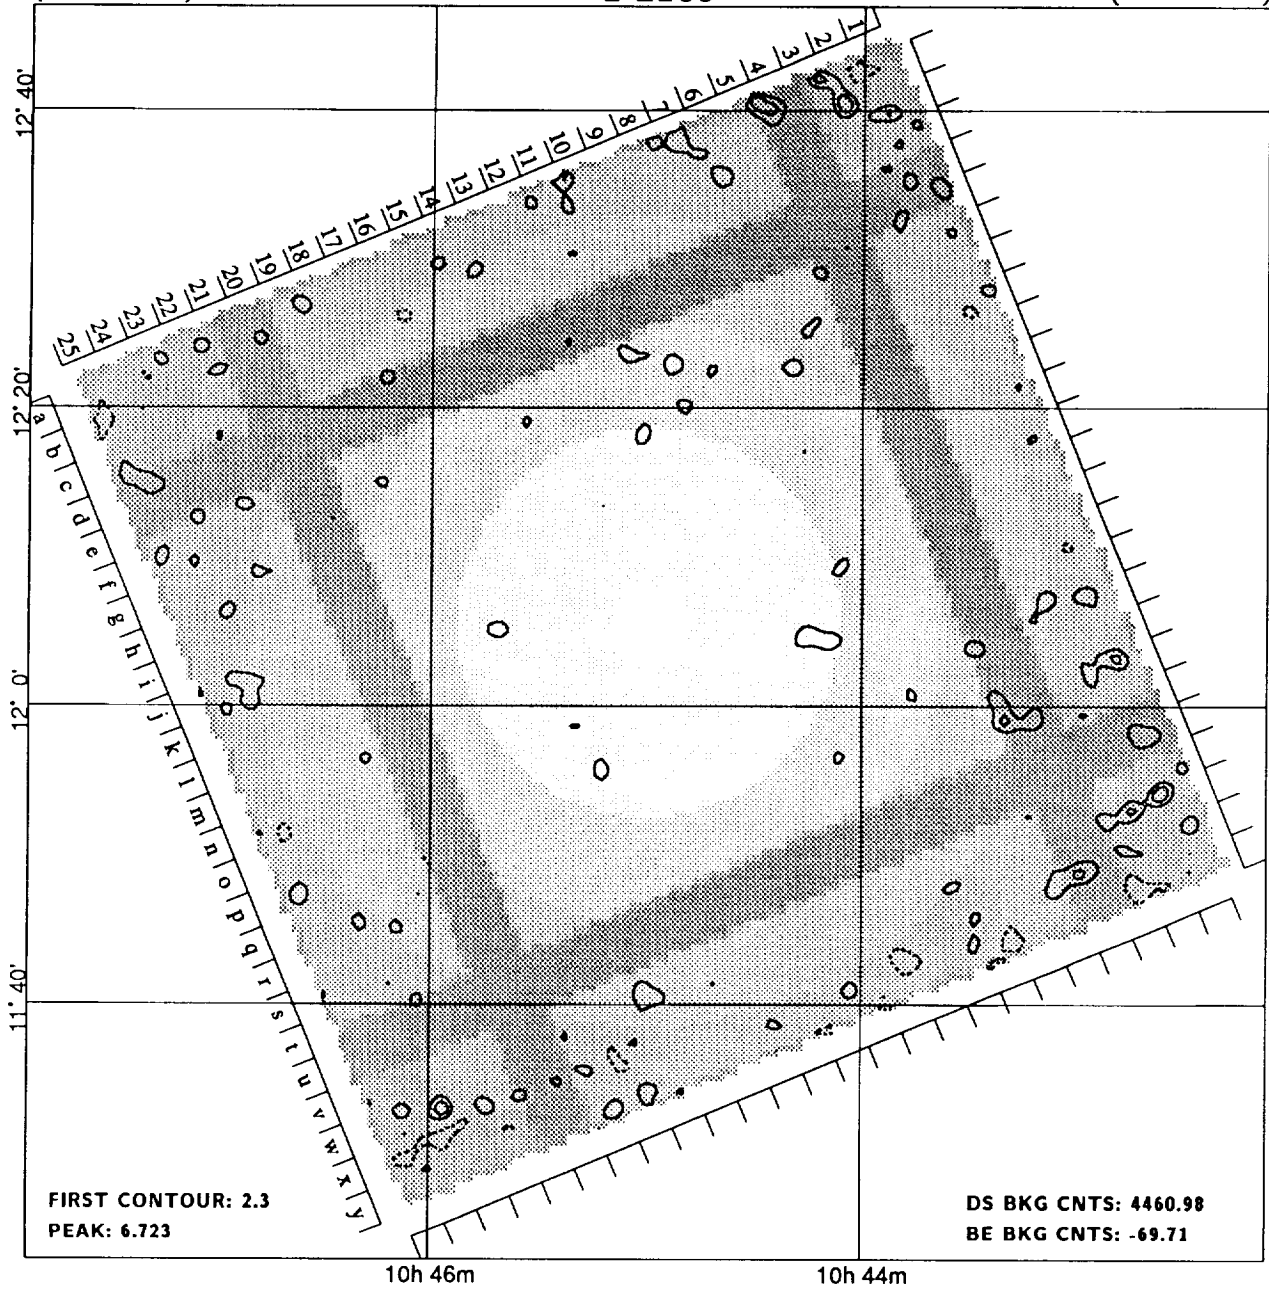 1
2
3
4
5
6
7
8
9
10
11
12
13
14
15
16
17
18
19
20
21
22
23
24
25
12° 40'
12° 20'
12° 0'
11° 40'
a
b
c
d
e
f
g
h
i
j
k
l
m
n
o
p
q
r
s
t
u
v
w
x
y
FIRST CONTOUR: 2.3
PEAK: 6.723
DS BKG CNTS: 4460.98
BE BKG CNTS: -69.71
10h 46m
10h 44m